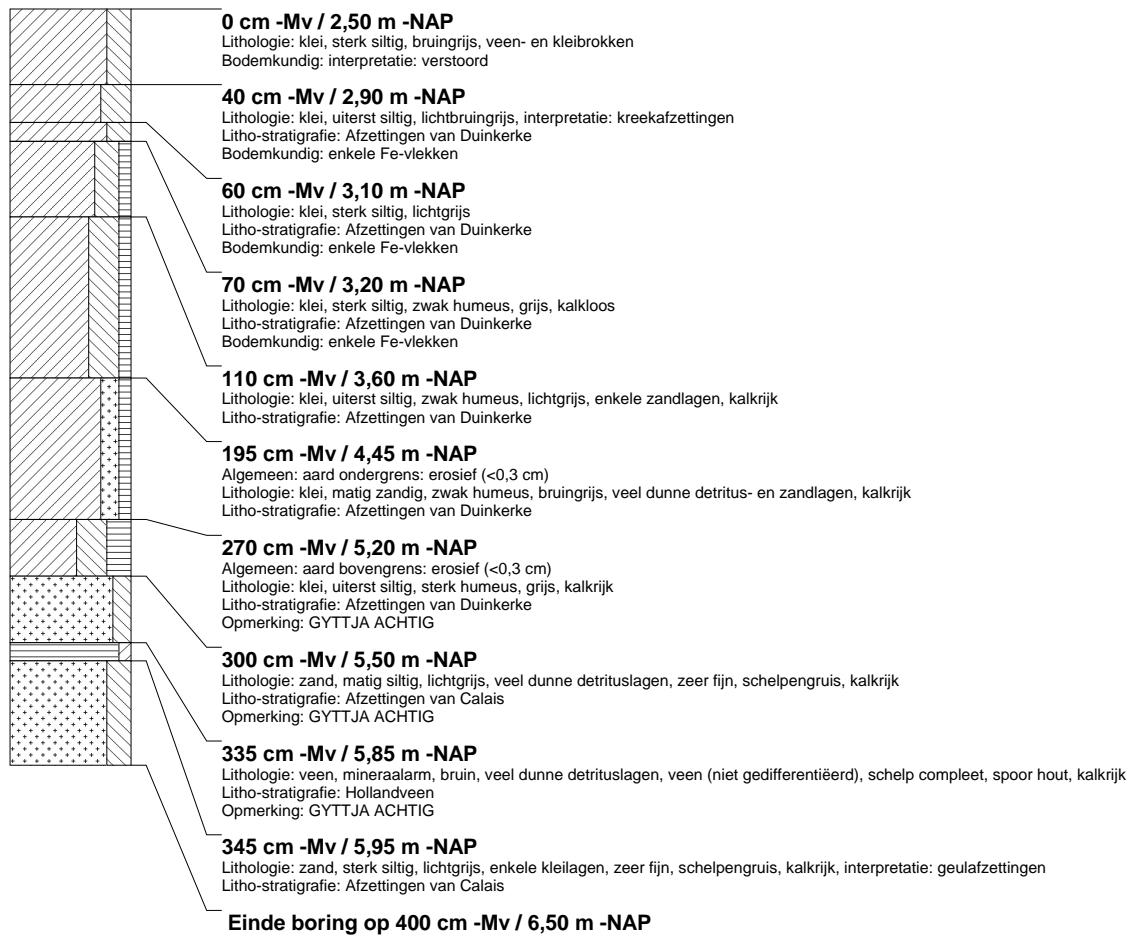 0 cm -Mv / 2,50 m -NAP
Lithologie: klei, sterk siltig, bruingrijs, veen- en kleibrokken
Bodemkundig: interpretatie: verstoord
40 cm -Mv / 2,90 m -NAP
Lithologie: klei, uiterst siltig, lichtbruingrijs, interpretatie: kreekafzettingen
Litho-stratigrafie: Afzettingen van Duinkerke
Bodemkundig: enkele Fe-vlekken
60 cm -Mv / 3,10 m -NAP
Lithologie: klei, sterk siltig, lichtgrijs
Litho-stratigrafie: Afzettingen van Duinkerke
Bodemkundig: enkele Fe-vlekken
70 cm -Mv / 3,20 m -NAP
Lithologie: klei, sterk siltig, zwak humeus, grijs, kalkloos
Litho-stratigrafie: Afzettingen van Duinkerke
Bodemkundig: enkele Fe-vlekken
110 cm -Mv / 3,60 m -NAP
Lithologie: klei, uiterst siltig, zwak humeus, lichtgrijs, enkele zandlagen, kalkrijk
Litho-stratigrafie: Afzettingen van Duinkerke
195 cm -Mv / 4,45 m -NAP
Algemeen: aard ondergrens: erosief (<0,3 cm)
Lithologie: klei, matig zandig, zwak humeus, bruingrijs, veel dunne detritus- en zandlagen, kalkrijk
Litho-stratigrafie: Afzettingen van Duinkerke
270 cm -Mv / 5,20 m -NAP
Algemeen: aard bovengrens: erosief (<0,3 cm)
Lithologie: klei, uiterst siltig, sterk humeus, grijs, kalkrijk
Litho-stratigrafie: Afzettingen van Duinkerke
Opmerking: GYTTJA ACHTIG
300 cm -Mv / 5,50 m -NAP
Lithologie: zand, matig siltig, lichtgrijs, veel dunne detrituslagen, zeer fijn, schelpengruis, kalkrijk
Litho-stratigrafie: Afzettingen van Calais
Opmerking: GYTTJA ACHTIG
335 cm -Mv / 5,85 m -NAP
Lithologie: veen, mineraalarm, bruin, veel dunne detrituslagen, veen (niet gedifferentiëerd), schelp compleet, spoor hout, kalkrijk
Litho-stratigrafie: Hollandveen
Opmerking: GYTTJA ACHTIG
345 cm -Mv / 5,95 m -NAP
Lithologie: zand, sterk siltig, lichtgrijs, enkele kleilagen, zeer fijn, schelpengruis, kalkrijk, interpretatie: geulafzettingen
Litho-stratigrafie: Afzettingen van Calais
Einde boring op 400 cm -Mv / 6,50 m -NAP